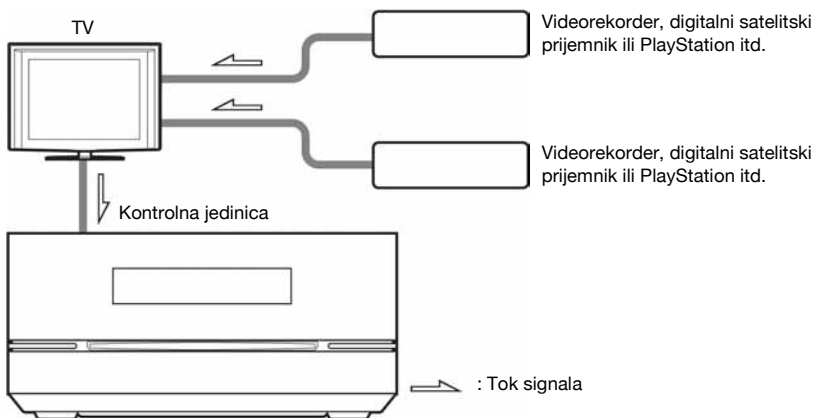 TV
Videorekorder, digitalni satelitski
prijemnik ili PlayStation itd.
Videorekorder, digitalni satelitski
prijemnik ili PlayStation itd.
Kontrolna jedinica
: Tok signala